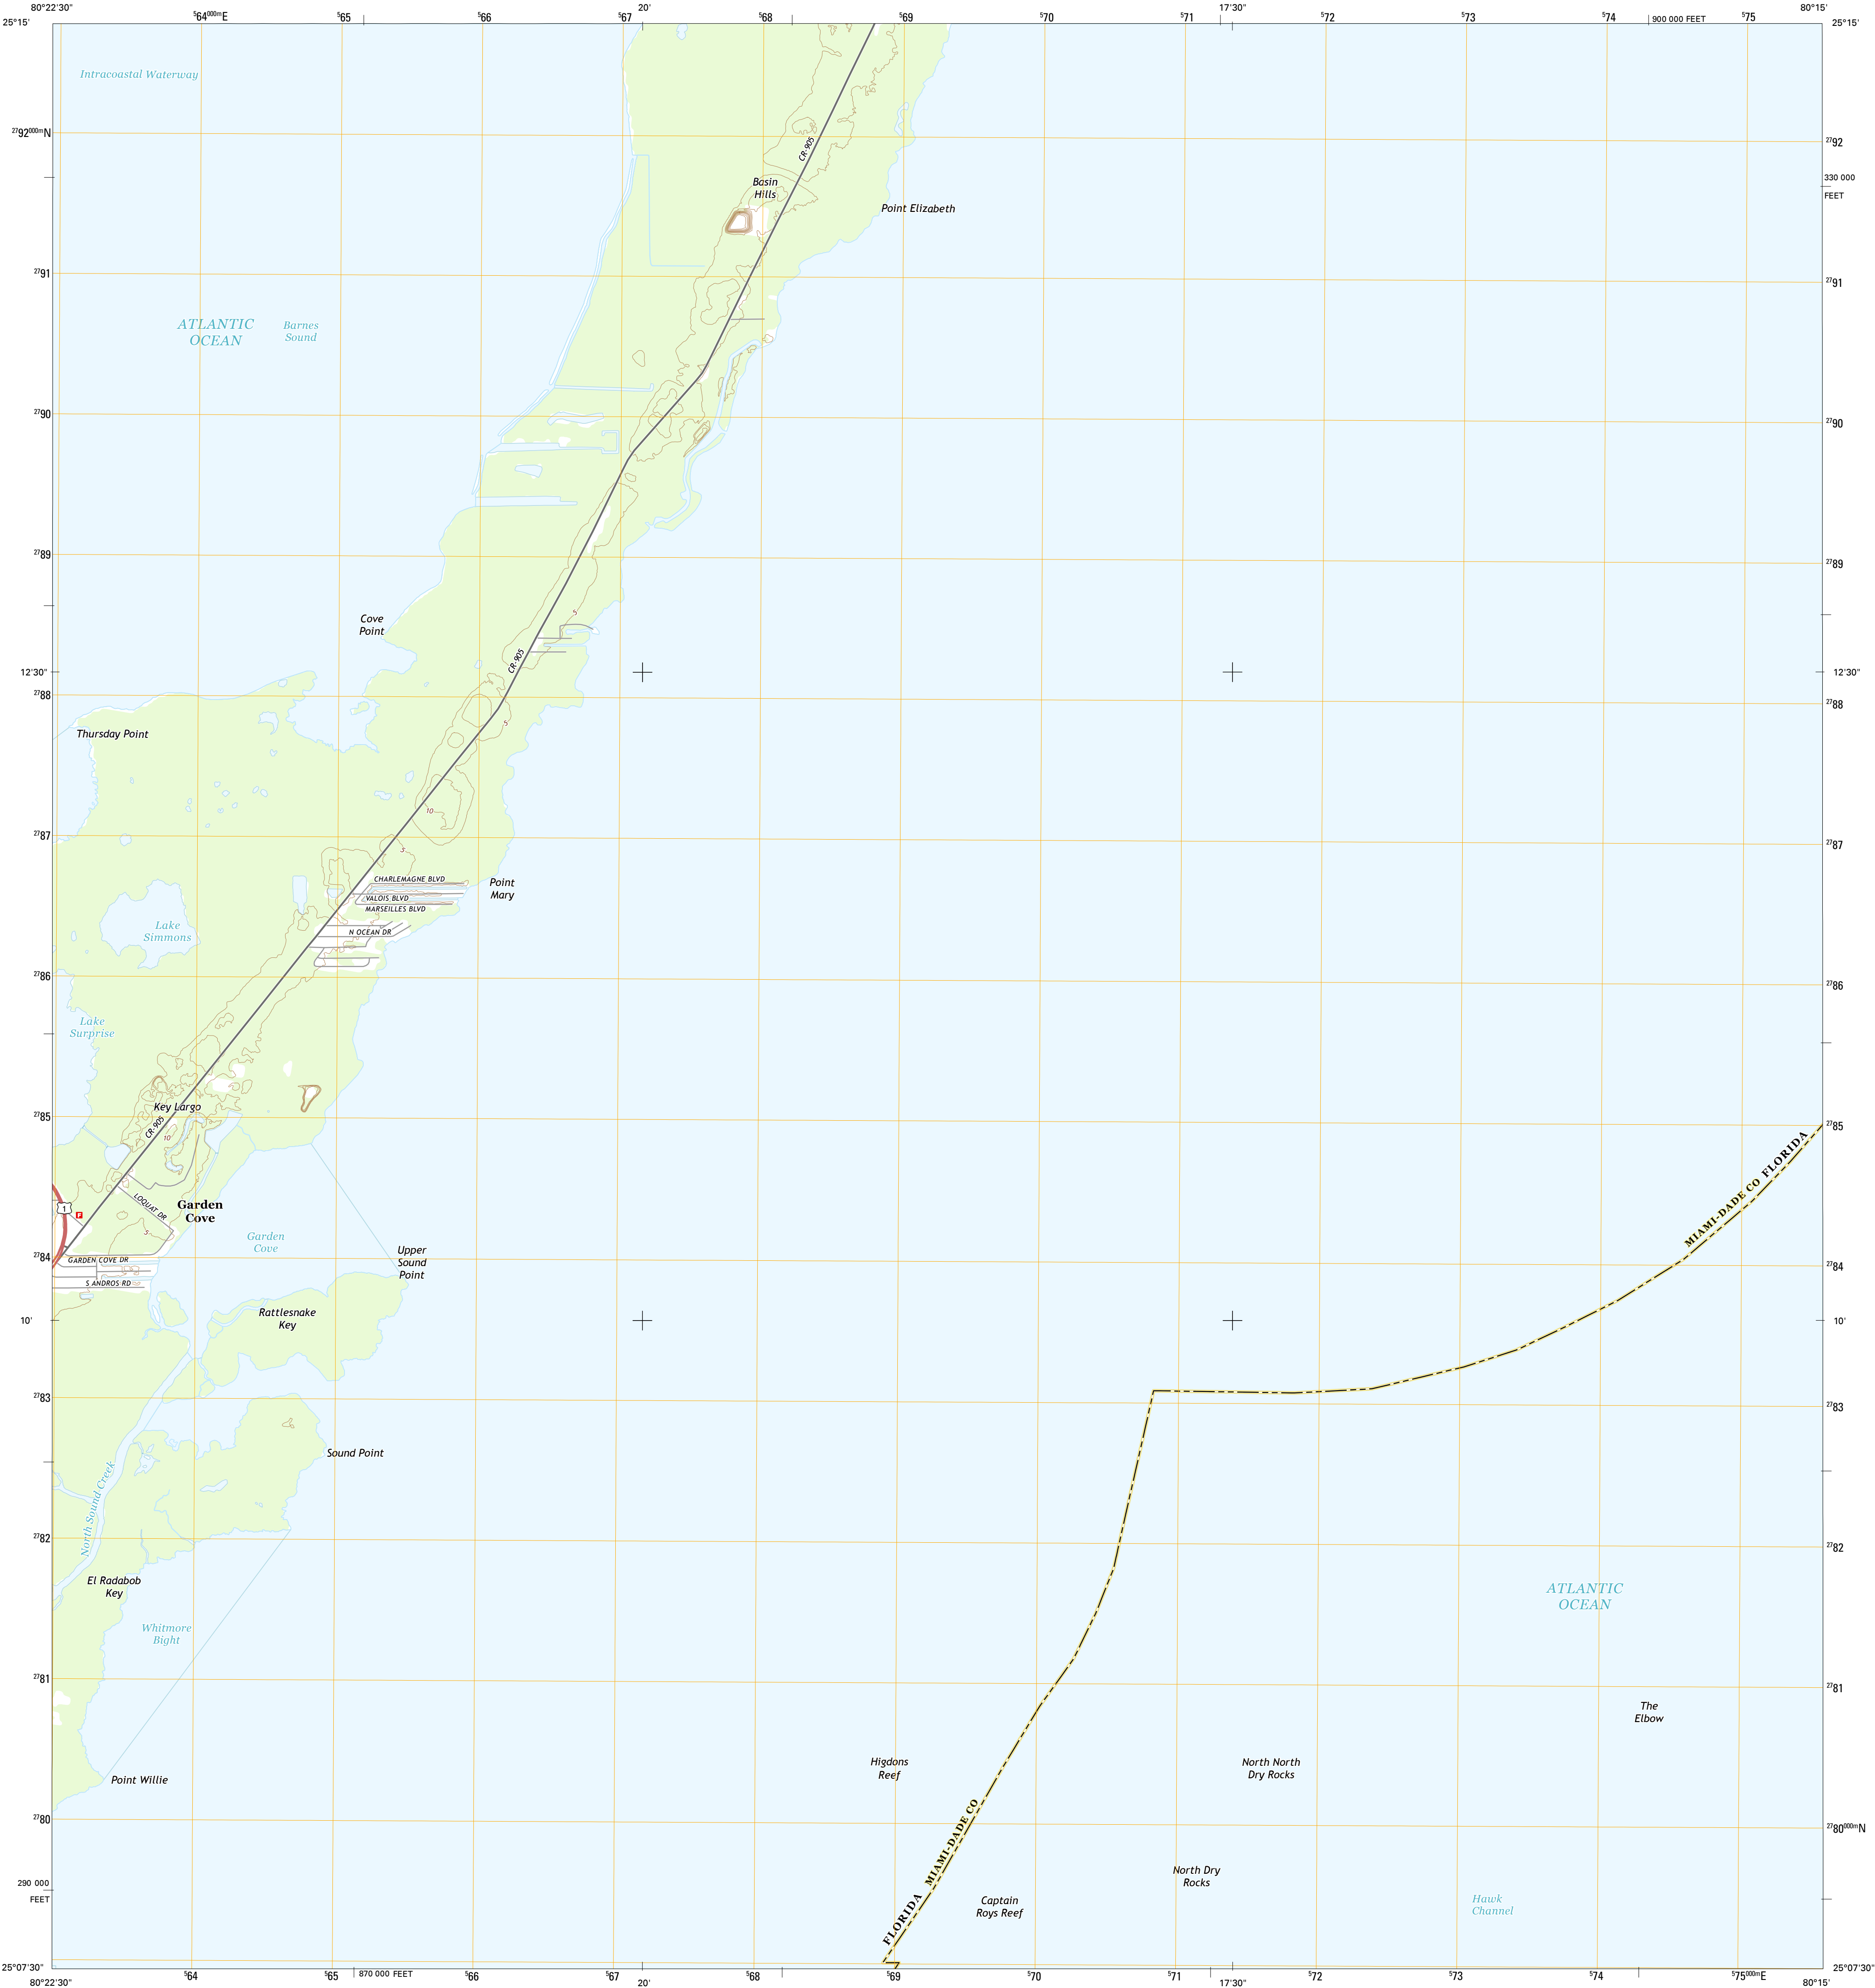 80°22'30"
⁵64⁰⁰⁰ᵐE
⁵65
⁵66
⁵67
20'
⁵68
⁵69
⁵70
⁵71
17'30"
⁵72
⁵73
⁵74
900 000 FEET
⁵75
80°15'
25°15'
25°15'
Intracoastal Waterway
²⁷92⁰⁰⁰ᵐN
²⁷92
CR-905
330 000
FEET
Basin
Hills
Point Elizabeth
²⁷91
²⁷91
ATLANTIC
OCEAN
Barnes
Sound
²⁷90
²⁷90
²⁷89
²⁷89
5
Cove
Point
CR-905
12'30"
12'30"
²⁷88
²⁷88
5
Thursday Point
10
²⁷87
²⁷87
5
CHARLEMAGNE BLVD
VALOIS BLVD
MARSEILLES BLVD
Point
Mary
Lake
Simmons
N OCEAN DR
²⁷86
²⁷86
Lake
Surprise
Key Largo
²⁷85
²⁷85
CR-905
10
MIAMI-DADE CO FLORIDA
LOQUAT DR
1
F
Garden
Cove
5
Garden
Cove
Upper
Sound
Point
²⁷84
²⁷84
GARDEN COVE DR
S ANDROS RD
Rattlesnake
Key
10'
10'
²⁷83
²⁷83
Sound Point
North Sound Creek
²⁷82
²⁷82
El Radabob
Key
ATLANTIC
OCEAN
Whitmore
Bight
²⁷81
²⁷81
The
Elbow
Higdons
Reef
North North
Dry Rocks
Point Willie
²⁷80
²⁷80⁰⁰⁰ᵐN
FLORIDA MIAMI-DADE CO
North Dry
Rocks
290 000
FEET
Captain
Roys Reef
Hawk
Channel
25°07'30"
25°07'30"
80°22'30"
⁵64
⁵65
870 000 FEET
⁵66
⁵67
20'
⁵68
⁵69
⁵70
⁵71
17'30"
⁵72
⁵73
⁵74
⁵75⁰⁰⁰ᵐE
80°15'